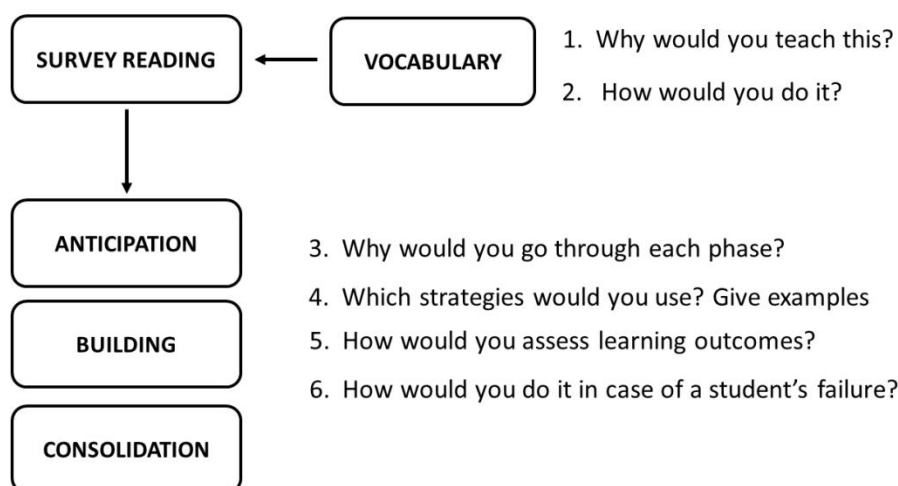 SURVEY READING
VOCABULARY
1. Why would you teach this?
2. How would you do it?
ANTICIPATION
BUILDING
CONSOLIDATION
3. Why would you go through each phase?
4. Which strategies would you use? Give examples
5. How would you assess learning outcomes?
6. How would you do it in case of a student's failure?